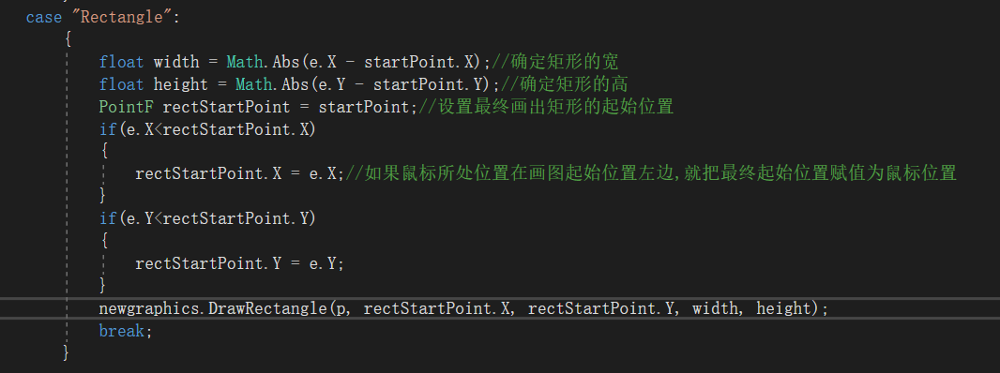 case "Rectangle":
{
float width = Math.Abs(e.X - startPoint.X);//确定矩形的宽
float height = Math.Abs(e.Y - startPoint.Y);//确定矩形的高
PointF rectStartPoint = startPoint;//设置最终画出矩形的起始位置
if(e.X<rectStartPoint.X)
{
rectStartPoint.X = e.X;//如果鼠标所处位置在画图起始位置左边,就把最终起始位置赋值为鼠标位置
}
if(e.Y<rectStartPoint.Y)
{
rectStartPoint.Y = e.Y;
}
newgraphics.DrawRectangle(p, rectStartPoint.X, rectStartPoint.Y, width, height);
break;
}